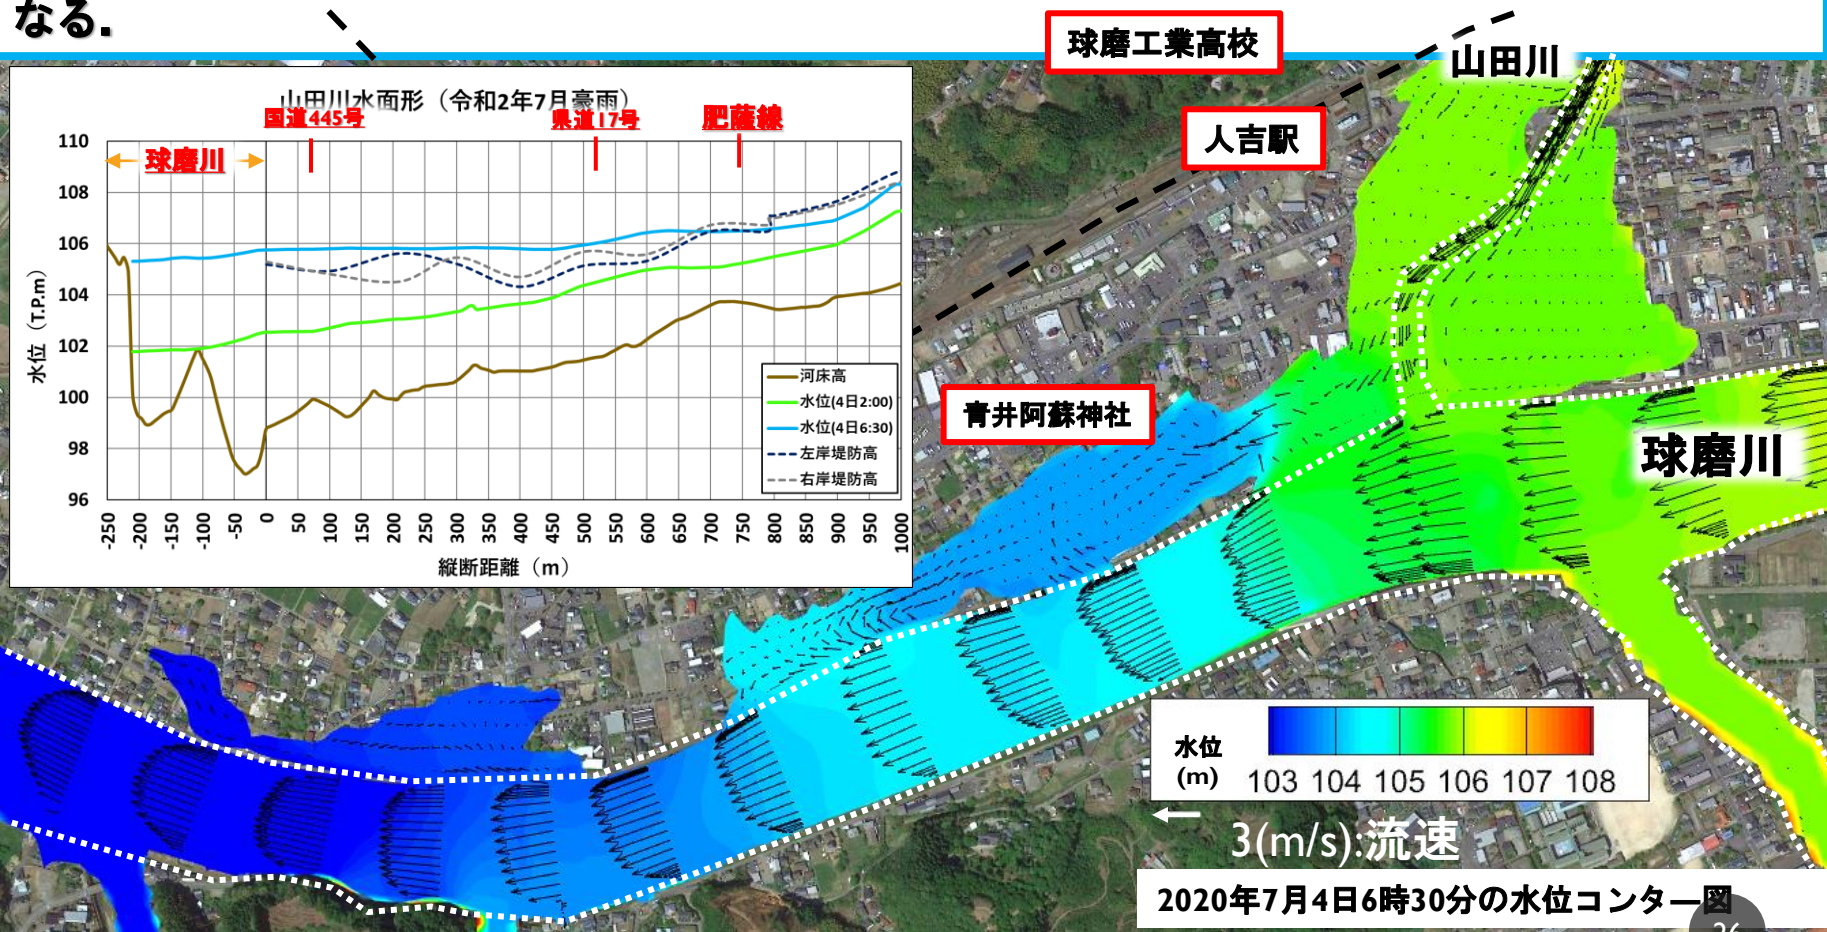 なる.
球磨工業高校
山田川
人吉駅
山田川水面形（令和2年7月豪雨）
国道445号
県道17号
肥薩線
球磨川
110
108
106
104
102
100
98
96
水位（T.P.m）
-250 -200 -150 -100 -50 0 50 100 150 200 250 300 350 400 450 500 550 600 650 700 750 800 850 900 950 1000
縦断距離（m）
河床高
水位(4日2:00)
水位(4日6:30)
左岸堤防高
右岸堤防高
青井阿蘇神社
球磨川
水位
(m)
103 104 105 106 107 108
3(m/s):流速
2020年7月4日6時30分の水位コンター図
26